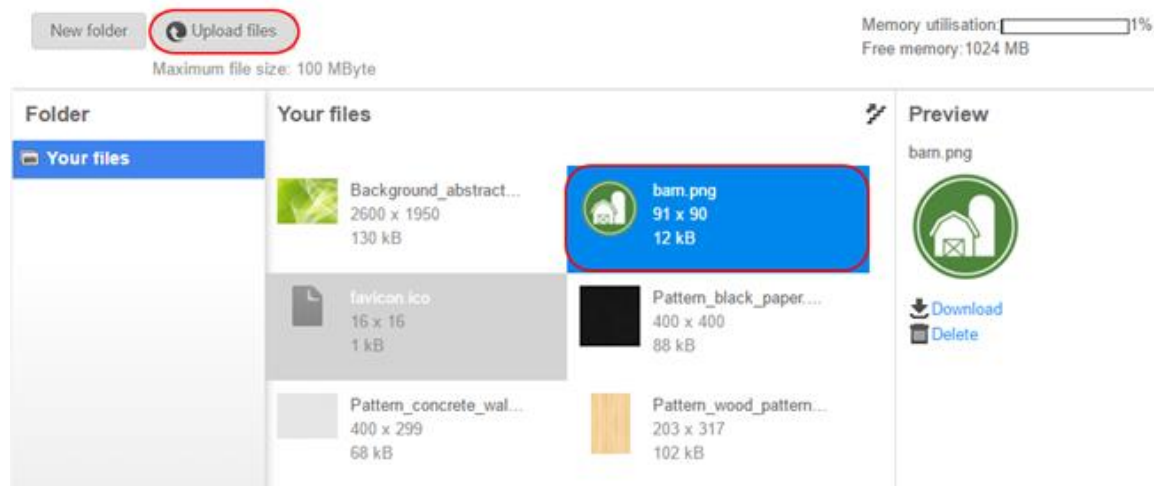 New folder
Upload files
Maximum file size: 100 MByte
Memory utilisation: 1%
Free memory: 1024 MB
Folder
Your files
Your files
Background_abstract...
2600 x 1950
130 kB
barn.png
91 x 90
12 kB
favicon.ico
16 x 16
1 kB
Pattern_black_paper....
400 x 400
88 kB
Pattern_concrete_wal...
400 x 299
68 kB
Pattern_wood_pattern...
203 x 317
102 kB
Preview
barn.png
Download
Delete